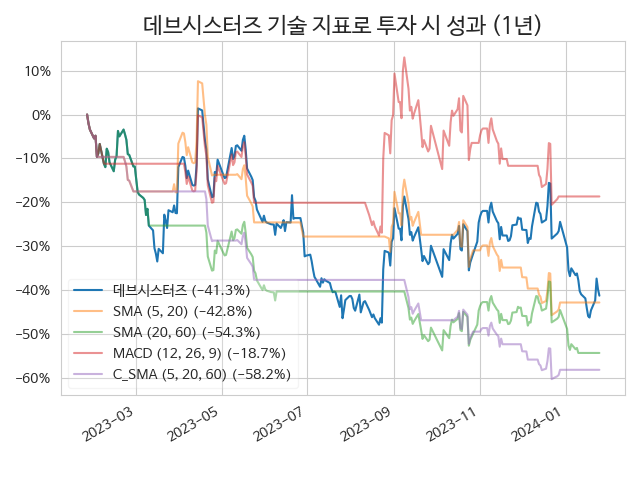 데브시스터즈 기술 지표로 투자 시 성과 (1년)
10%
0%
−10%
−20%
−30%
−40%
−50%
−60%
데브시스터즈 (−41.3%)
SMA (5, 20) (−42.8%)
SMA (20, 60) (−54.3%)
MACD (12, 26, 9) (−18.7%)
C_SMA (5, 20, 60) (−58.2%)
2023−03
2023−05
2023−07
2023−09
2023−11
2024−01